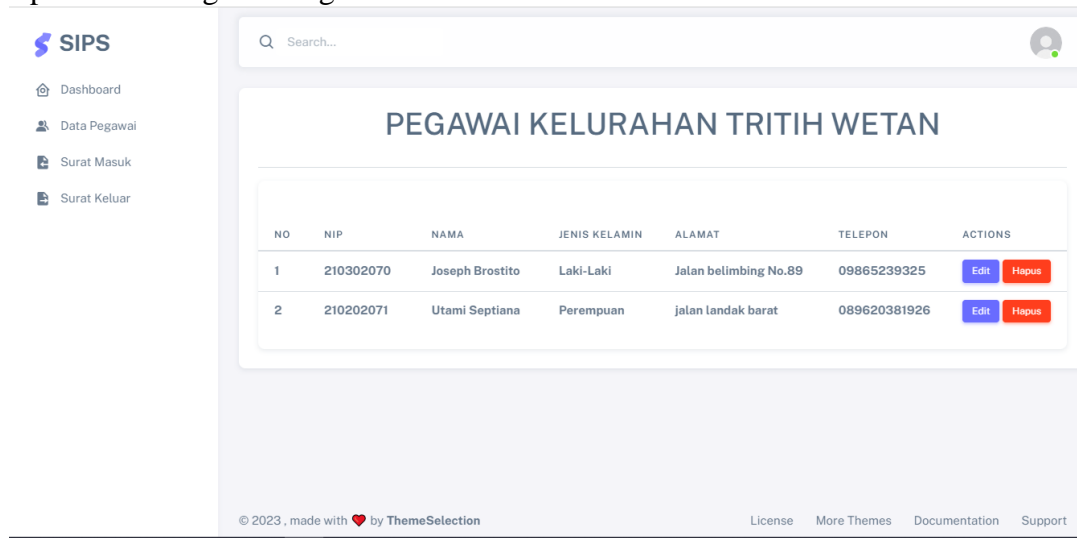 SIPS
Search...
Dashboard
Data Pegawai
Surat Masuk
Surat Keluar
PEGAWAI KELURAHAN TRITIH WETAN
NO NIP NAMA JENIS KELAMIN ALAMAT TELEPON ACTIONS
1 210302070 Joseph Brostito Laki-Laki Jalan belimbing No.89 09865239325 Edit Hapus
2 210202071 Utami Septiana Perempuan jalan landak barat 089620381926 Edit Hapus
© 2023 , made with ❤️ by ThemeSelection License More Themes Documentation Support